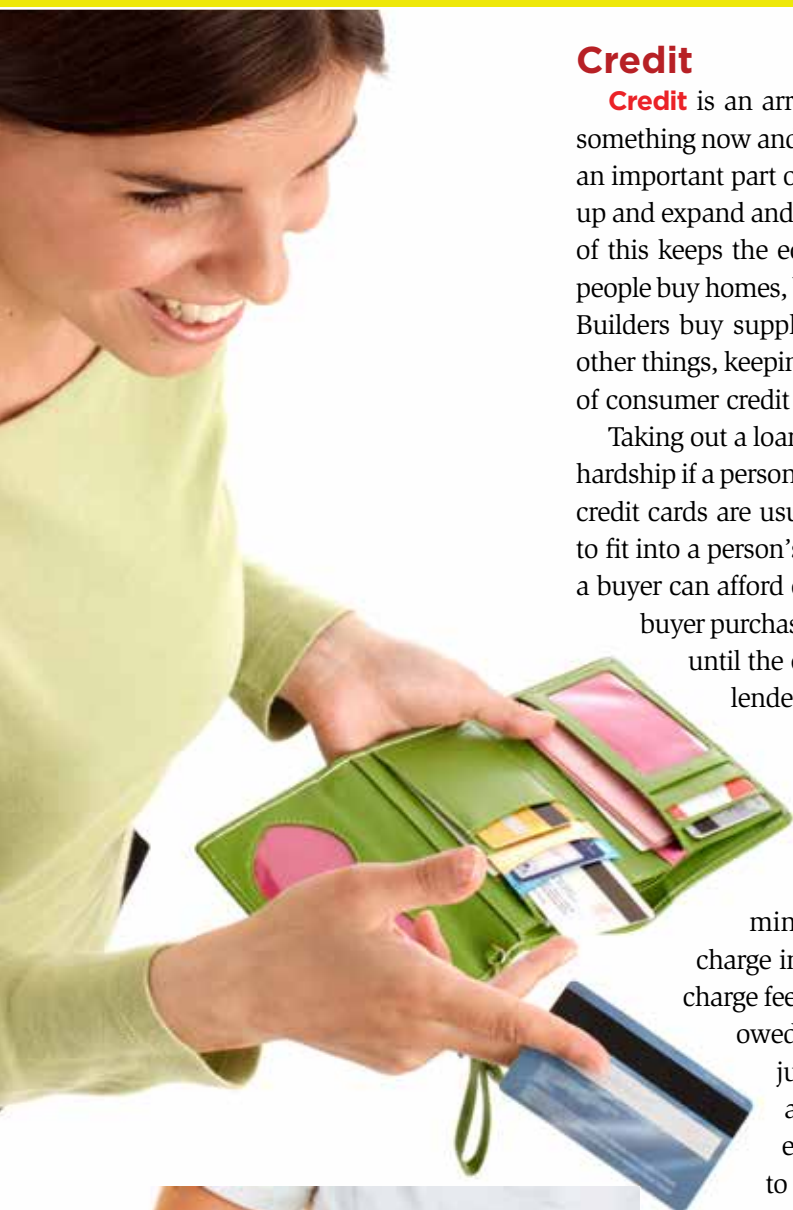 Credit
Credit is an arr
something now and
an important part o
up and expand and
of this keeps the ec
people buy homes,
Builders buy suppl
other things, keepin
of consumer credit
Taking out a loan
hardship if a person
credit cards are usu
to fit into a person's
a buyer can afford
buyer purchas
until the
lende
min
charge in
charge fee
owed
ju
a
e
to